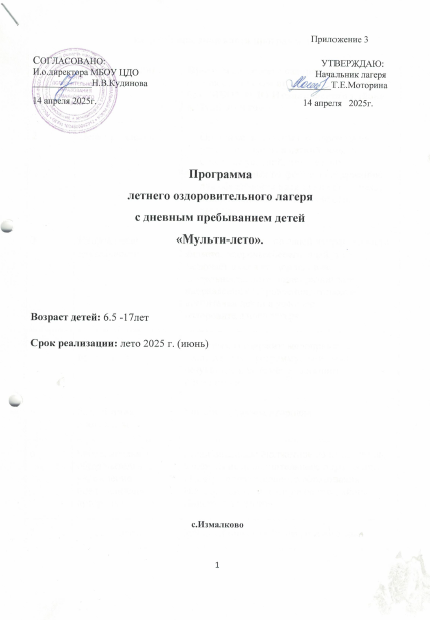 Приложение 3
СОГЛАСОВАНО:
И.о.директора МБОУ ЦДО
Н.В.Кудинова
14 апреля 2025г.
УТВЕРЖДАЮ:
Начальник лагеря
Т.Е.Моторина
14 апреля 2025г.
Программа
летнего оздоровительного лагеря
с дневным пребыванием детей
«Мульти-лето».
Возраст детей: 6.5 -17лет
Срок реализации: лето 2025 г. (июнь)
с.Измалково
1